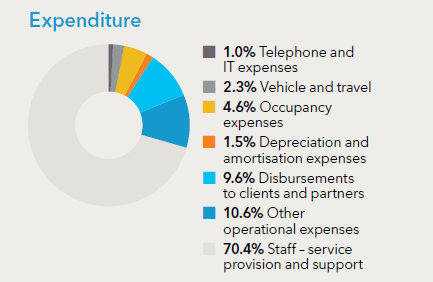 Expenditure
1.0% Telephone and
IT expenses
2.3% Vehicle and travel
4.6% Occupancy
expenses
1.5% Depreciation and
amortisation expenses
9.6% Disbursements
to clients and partners
10.6% Other
operational expenses
70.4% Staff – service
provision and support